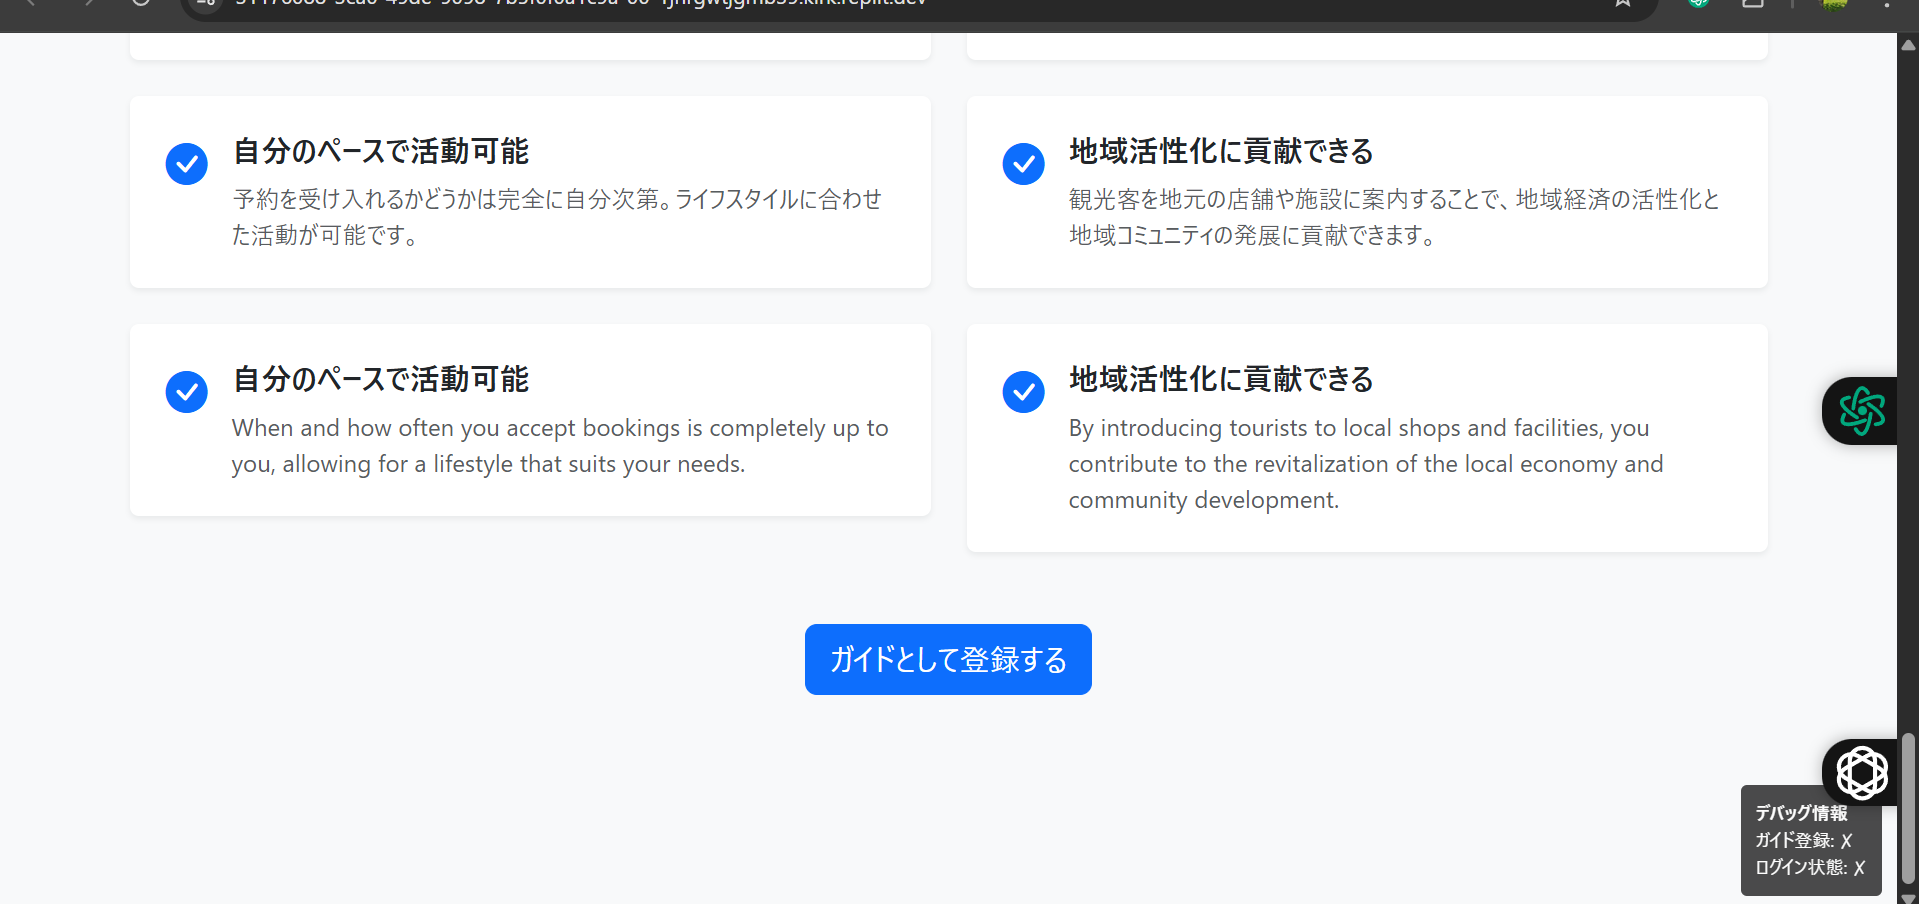 自分のペースで活動可能
予約を受け入れるかどうかは完全に自分次第。ライフスタイルに合わせ
た活動が可能です。
地域活性化に貢献できる
観光客を地元の店舗や施設に案内することで、地域経済の活性化と
地域コミュニティの発展に貢献できます。
自分のペースで活動可能
When and how often you accept bookings is completely up to
you, allowing for a lifestyle that suits your needs.
地域活性化に貢献できる
By introducing tourists to local shops and facilities, you
contribute to the revitalization of the local economy and
community development.
ガイドとして登録する
デバッグ情報
ガイド登録: ✗
ログイン状態: ✗